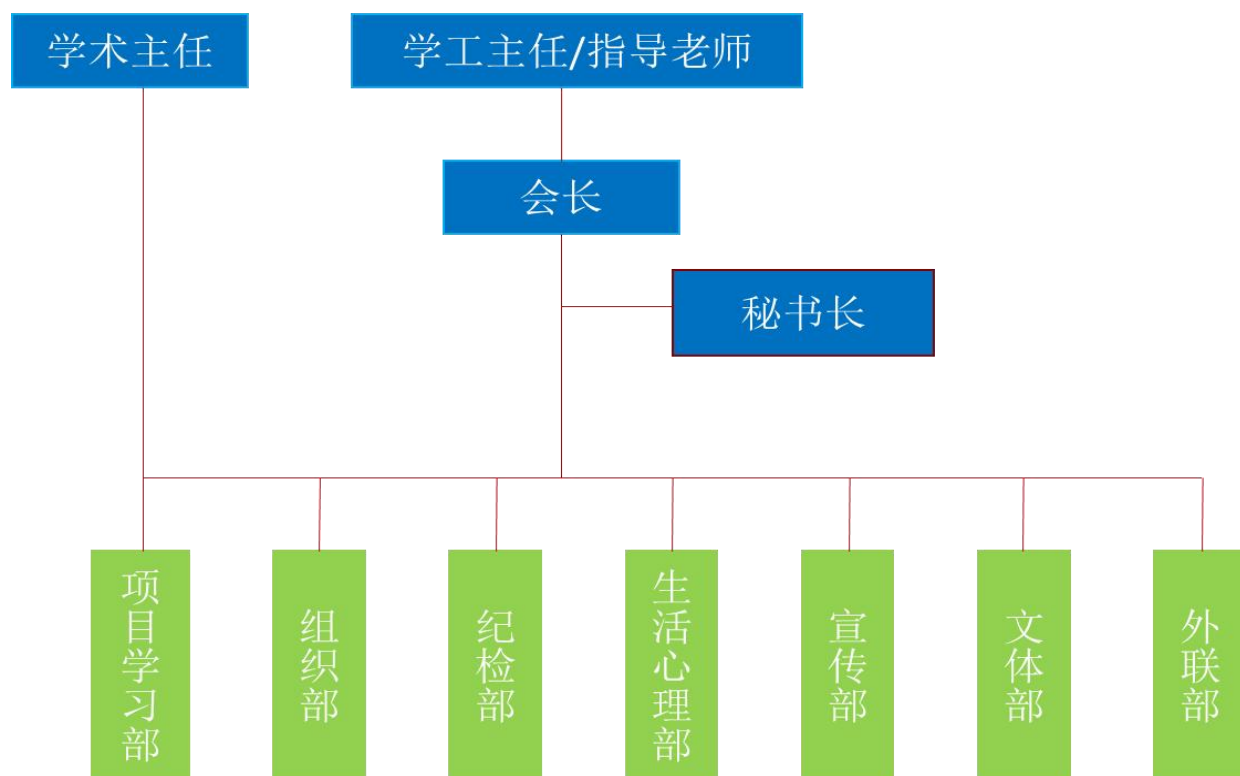 学术主任
学工主任/指导老师
会长
秘书长
项目学习部
组织部
纪检部
生活心理部
宣传部
文体部
外联部